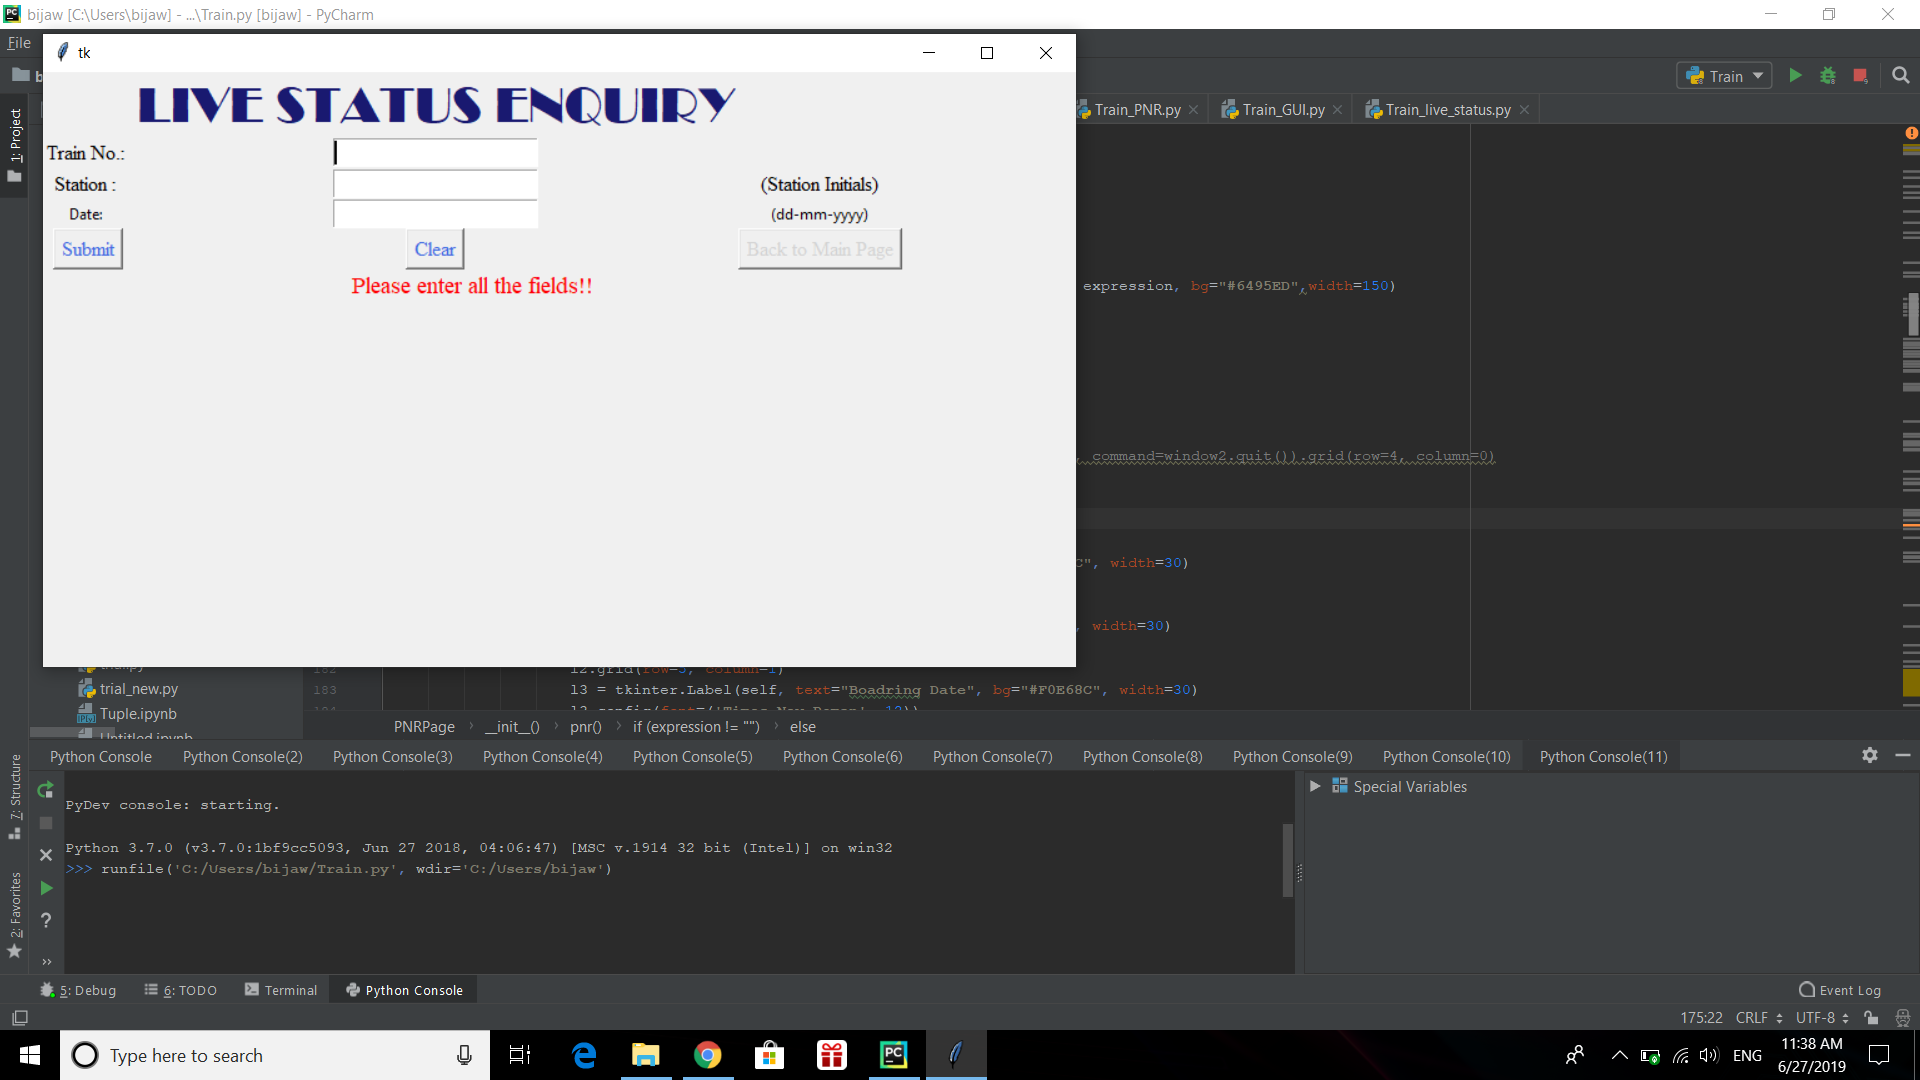 bijaw [C:\Users\bijaw] - ...\Train.py [bijaw] - PyCharm
File
tk
Train
1: Project
Train_PNR.py
Train_GUI.py
Train_live_status.py
LIVE STATUS ENQUIRY
Train No.:
Station :
(Station Initials)
Date:
(dd-mm-yyyy)
Submit
Clear
Back to Main Page
Please enter all the fields!!
expression, bg="#6495ED",width=150)
, command=window2.quit()).grid(row=4, column=0)
", width=30)
, width=30)
trial_new.py
183
l3 = tkinter.Label(self, text="Boadring Date", bg="#F0E68C", width=30)
Tuple.ipynb
Untitled.ipynb
PNRPage
__init__()
pnr()
if (expression != "")
else
Python Console
Python Console(2)
Python Console(3)
Python Console(4)
Python Console(5)
Python Console(6)
Python Console(7)
Python Console(8)
Python Console(9)
Python Console(10)
Python Console(11)
7: Structure
2: Favorites
PyDev console: starting.
Python 3.7.0 (v3.7.0:1bf9cc5093, Jun 27 2018, 04:06:47) [MSC v.1914 32 bit (Intel)] on win32
>>> runfile('C:/Users/bijaw/Train.py', wdir='C:/Users/bijaw')
Special Variables
5: Debug
6: TODO
Terminal
Python Console
Event Log
175:22
CRLF
UTF-8
Type here to search
ENG
11:38 AM
6/27/2019